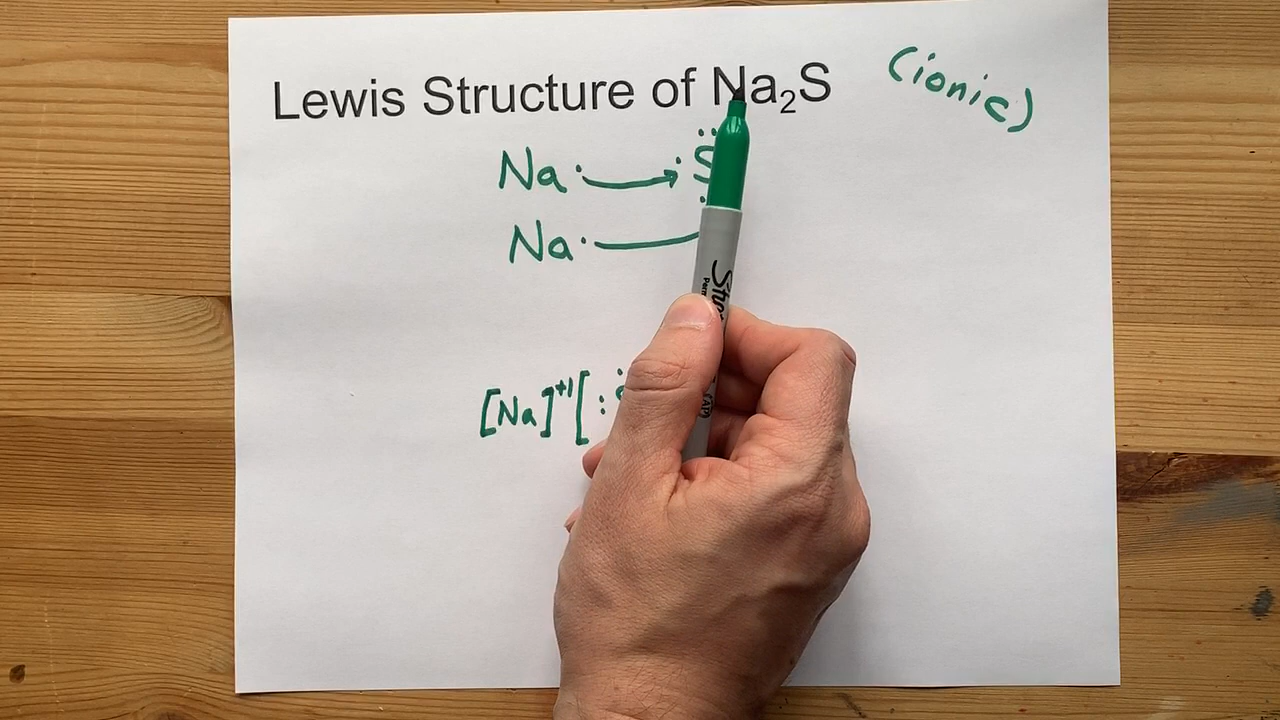 Lewis Structure of Na₂S (ionic)
Na· ·S
Na·
[Na]⁺¹[: